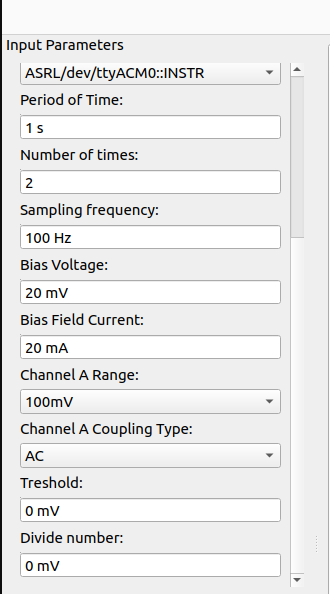 Input Parameters
ASRL/dev/ttyACM0::INSTR
Period of Time:
1 s
Number of times:
2
Sampling frequency:
100 Hz
Bias Voltage:
20 mV
Bias Field Current:
20 mA
Channel A Range:
100mV
Channel A Coupling Type:
AC
Treshold:
0 mV
Divide number:
0 mV